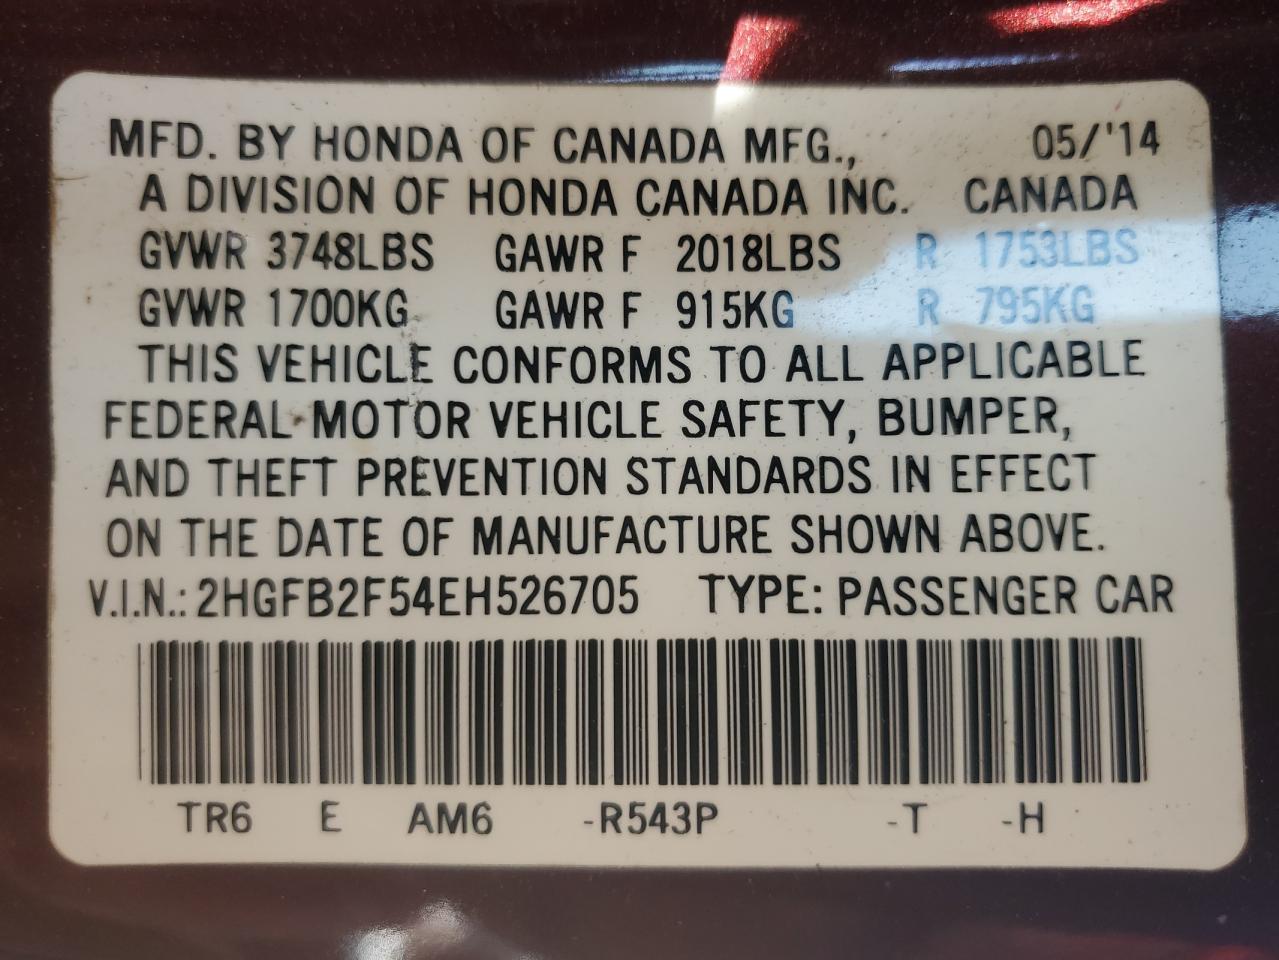 MFD. BY HONDA OF CANADA MFG., 05/'14
A DIVISION OF HONDA CANADA INC. CANADA
GVWR 3748LBS GAWR F 2018LBS R 1753LBS
GVWR 1700KG GAWR F 915KG R 795KG
THIS VEHICLE CONFORMS TO ALL APPLICABLE
FEDERAL MOTOR VEHICLE SAFETY, BUMPER,
AND THEFT PREVENTION STANDARDS IN EFFECT
ON THE DATE OF MANUFACTURE SHOWN ABOVE.
V.I.N.: 2HGFB2F54EH526705 TYPE: PASSENGER CAR
TR6 E AM6 -R543P -T -H